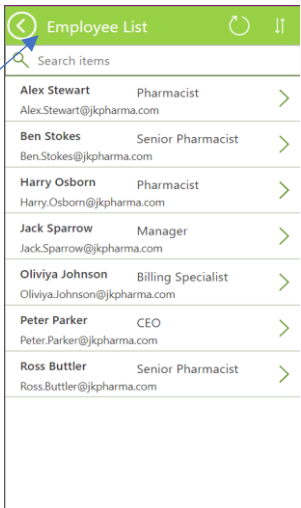 Employee List
Search items
Alex Stewart Pharmacist
Alex.Stewart@jkpharma.com
Ben Stokes Senior Pharmacist
Ben.Stokes@jkpharma.com
Harry Osborn Pharmacist
Harry.Osborn@jkpharma.com
Jack Sparrow Manager
Jack.Sparrow@jkpharma.com
Oliviya Johnson Billing Specialist
Oliviya.Johnson@jkpharma.com
Peter Parker CEO
Peter.Parker@jkpharma.com
Ross Buttler Senior Pharmacist
Ross.Buttler@jkpharma.com